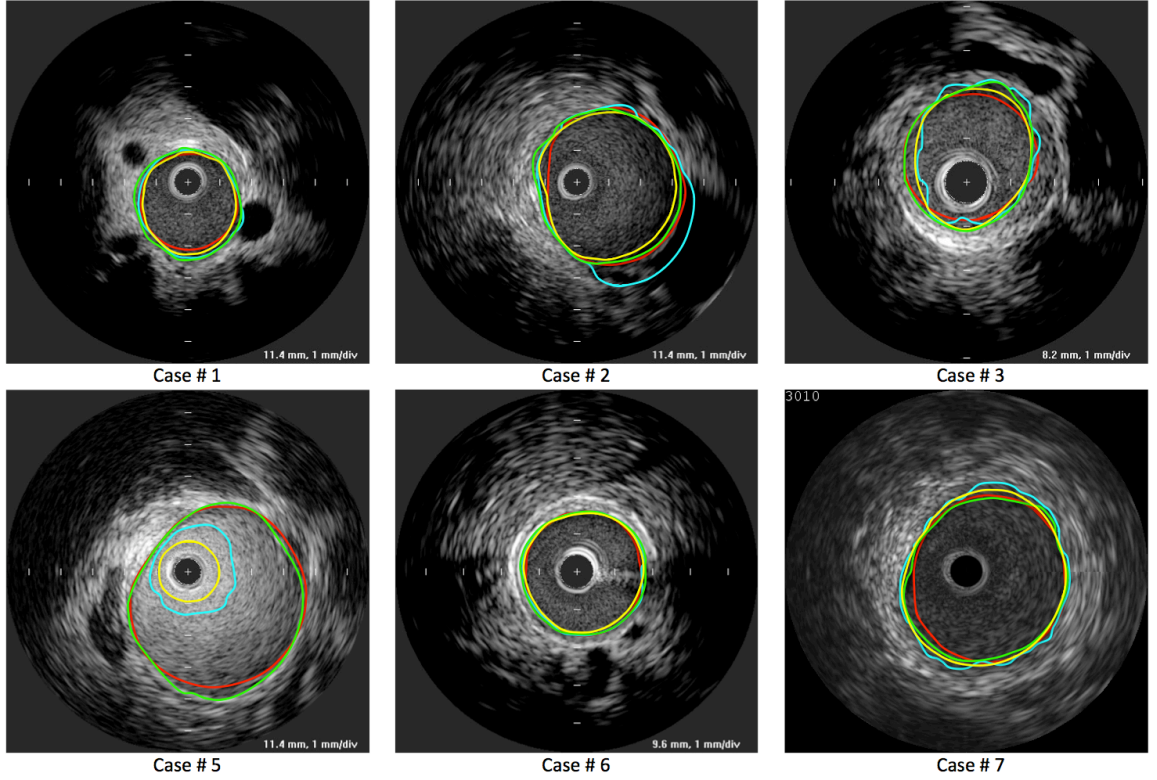 11.4 mm, 1 mm/div
11.4 mm, 1 mm/div
8.2 mm, 1 mm/div
Case # 1
Case # 2
Case # 3
3010
11.4 mm, 1 mm/div
9.6 mm, 1 mm/div
Case # 5
Case # 6
Case # 7